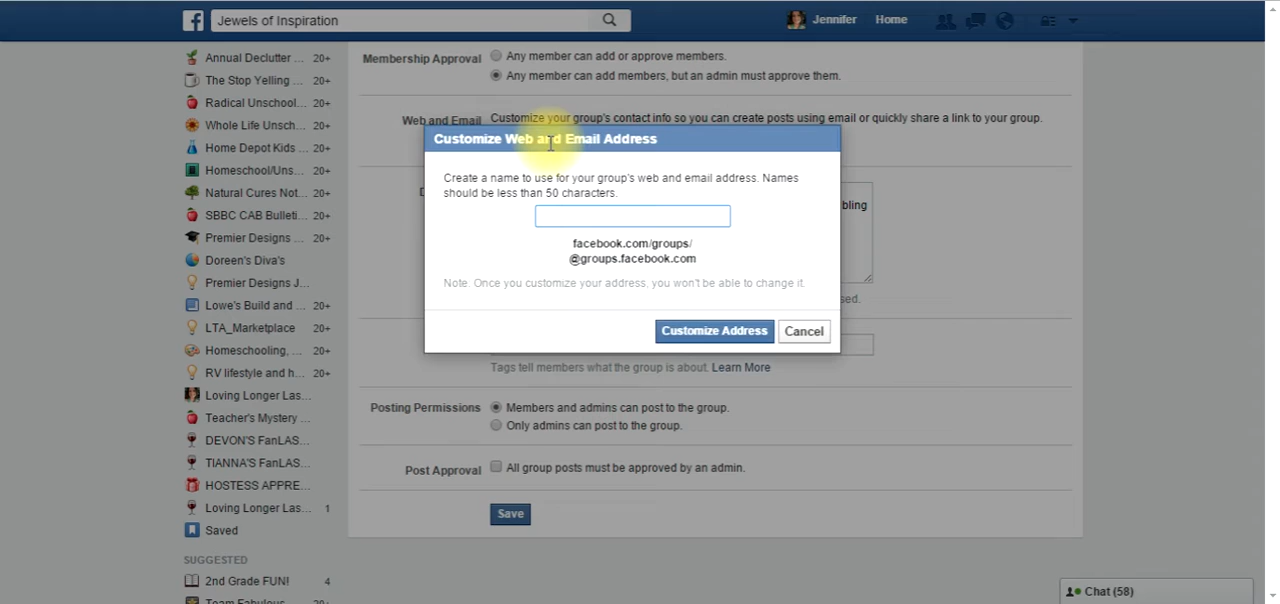 Jewels of Inspiration
Jennifer
Home
Annual Declutter ... 20+
The Stop Yelling ... 20+
Radical Unschool... 20+
Whole Life Unsch... 20+
Home Depot Kids ... 20+
Homeschool/Uns... 20+
Natural Cures Not... 20+
SBBC CAB Bulleti... 20+
Premier Designs ... 20+
Doreen's Diva's
Premier Designs J...
Lowe's Build and ... 20+
LTA_Marketplace 20+
Homeschooling, ... 20+
RV lifestyle and h... 20+
Loving Longer Las...
Teacher's Mystery ...
DEVON'S FanLAS...
TIANNA'S FanLAS...
HOSTESS APPRE...
Loving Longer Las... 1
Saved
SUGGESTED
2nd Grade FUN! 4
Team Fabulous 20+
Membership Approval
Any member can add or approve members.
Any member can add members, but an admin must approve them.
Web and Email
Customize your group's contact info so you can create posts using email or quickly share a link to your group.
Customize Web and Email Address
Create a name to use for your group's web and email address. Names
should be less than 50 characters.
facebook.com/groups/
@groups.facebook.com
Note. Once you customize your address, you won't be able to change it.
Customize Address
Cancel
D
bling
sed.
Tags tell members what the group is about. Learn More
Posting Permissions
Members and admins can post to the group.
Only admins can post to the group.
Post Approval
All group posts must be approved by an admin.
Save
Chat (58)